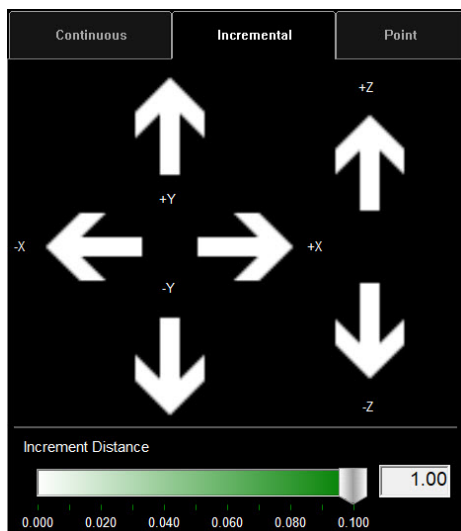 Continuous Incremental Point
+Z
+Y
-X +X
-Y
-Z
Increment Distance
1.00
0.000 0.020 0.040 0.060 0.080 0.100